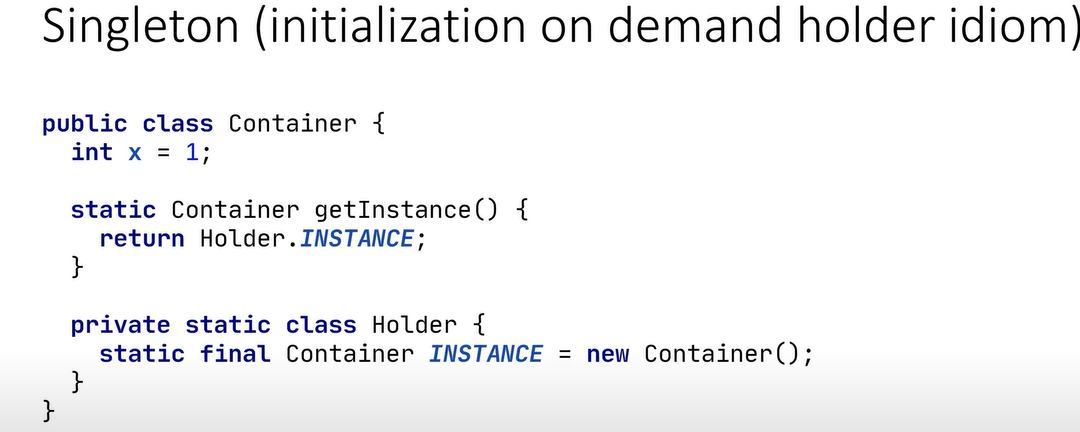 Singleton (initialization on demand holder idiom)
public class Container {
int x = 1;
static Container getInstance() {
return Holder.INSTANCE;
}
private static class Holder {
static final Container INSTANCE = new Container();
}
}